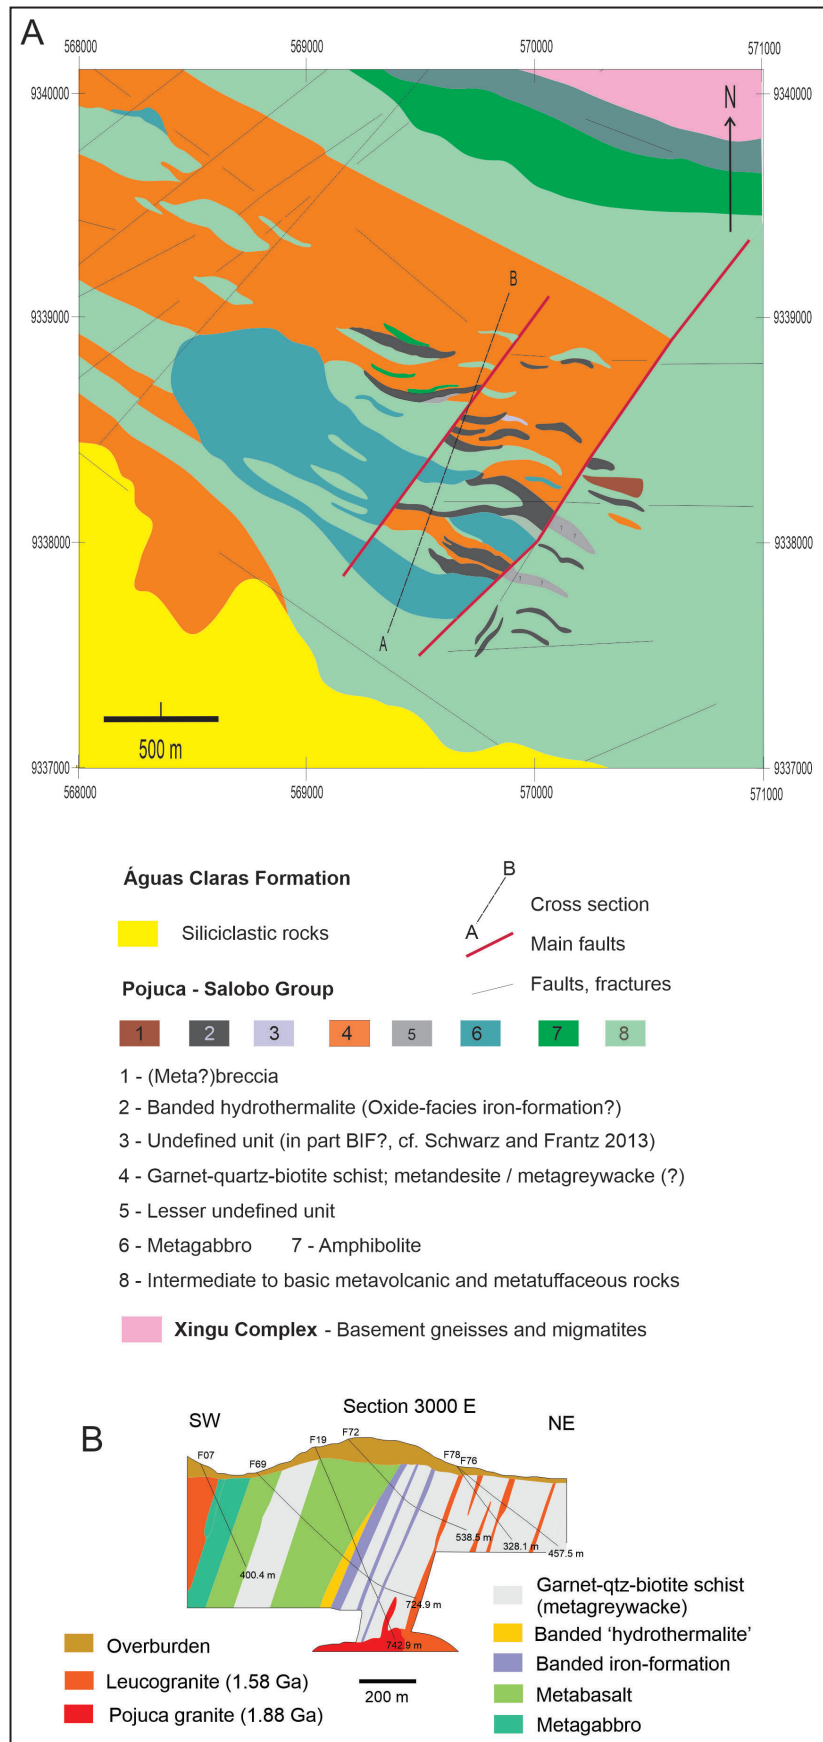 A
568000
569000
570000
571000
9340000
9340000
N
B
9339000
9339000
9338000
9338000
? ?
? ?
A
500 m
9337000
9337000
568000
569000
570000
571000
Águas Claras Formation
Siliciclastic rocks
B
A
Cross section
Main faults
Faults, fractures
Pojuca - Salobo Group
1 2 3 4 5 6 7 8
1 - (Meta?)breccia
2 - Banded hydrothermalite (Oxide-facies iron-formation?)
3 - Undefined unit (in part BIF?, cf. Schwarz and Frantz 2013)
4 - Garnet-quartz-biotite schist; metandesite / metagreywacke (?)
5 - Lesser undefined unit
6 - Metagabbro 7 - Amphibolite
8 - Intermediate to basic metavolcanic and metatuffaceous rocks
Xingu Complex - Basement gneisses and migmatites
B
Section 3000 E
SW
NE
F07
F69
F19
F72
F78
F76
400.4 m
538.5 m
328.1 m
457.5 m
724.9 m
742.9 m
Overburden
Leucogranite (1.58 Ga)
Pojuca granite (1.88 Ga)
200 m
Garnet-qtz-biotite schist
(metagreywacke)
Banded 'hydrothermalite'
Banded iron-formation
Metabasalt
Metagabbro